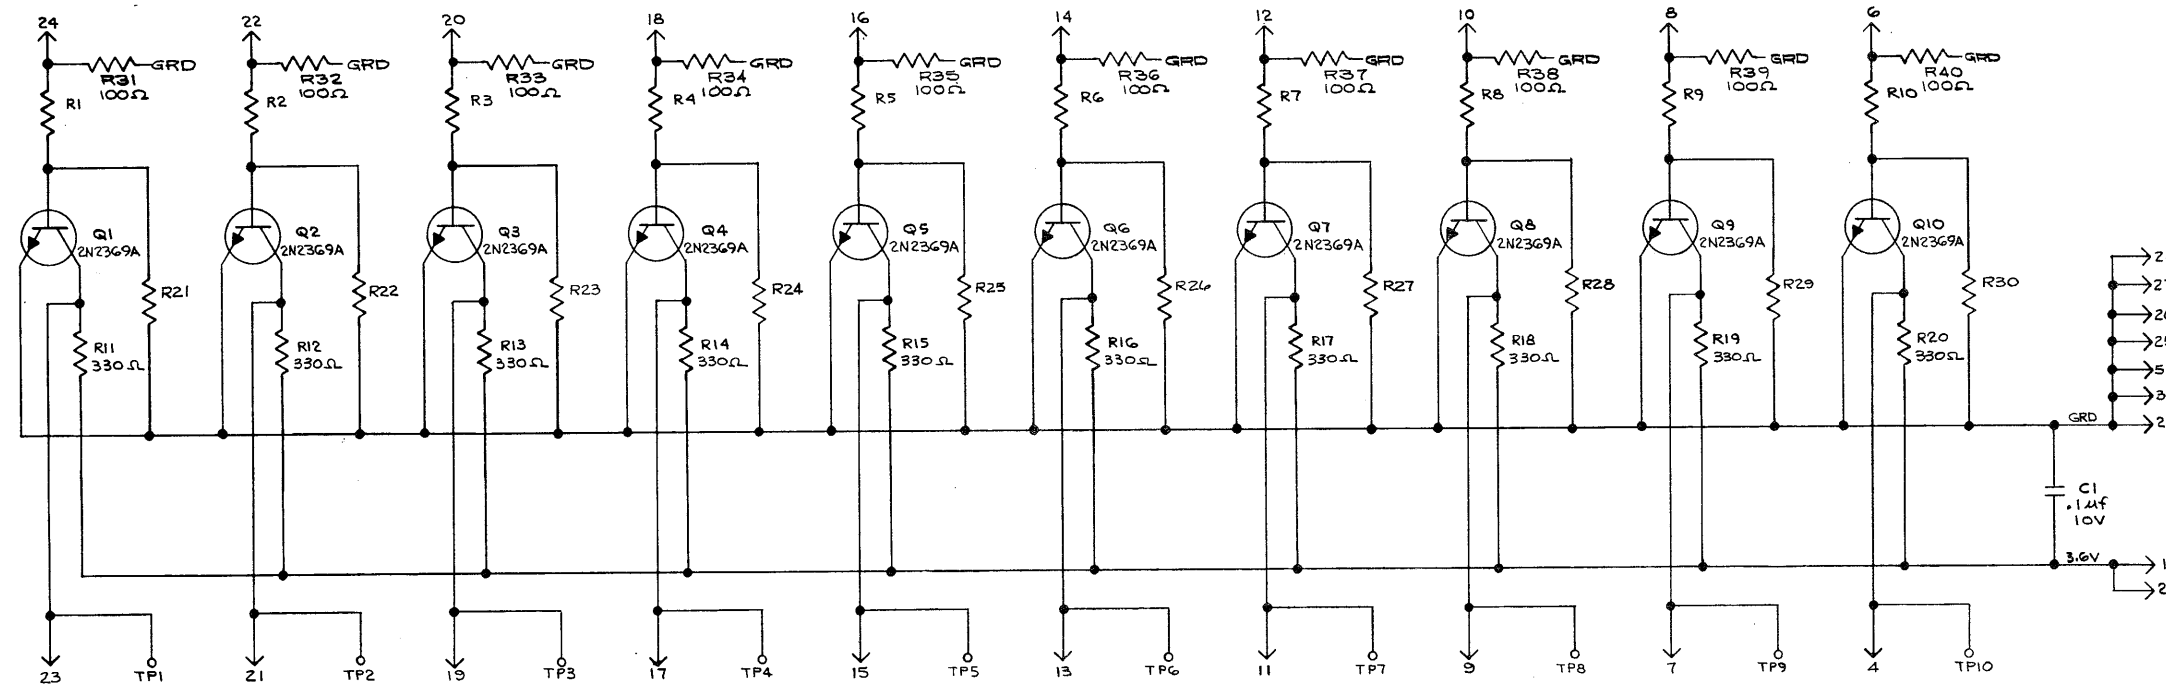 24 22 20 18 16 14 12 10 8 6
GRD GRD GRD GRD GRD GRD GRD GRD GRD GRD
R31 R32 R33 R34 R35 R36 R37 R38 R39 R40
100Ω 100Ω 100Ω 100Ω 100Ω 100Ω 100Ω 100Ω 100Ω 100Ω
R1 R2 R3 R4 R5 R6 R7 R8 R9 R10
Q1 Q2 Q3 Q4 Q5 Q6 Q7 Q8 Q9 Q10
2N2369A 2N2369A 2N2369A 2N2369A 2N2369A 2N2369A 2N2369A 2N2369A 2N2369A 2N2369A
R21 R22 R23 R24 R25 R26 R27 R28 R29 R30
R11 R12 R13 R14 R15 R16 R17 R18 R19 R20
330Ω 330Ω 330Ω 330Ω 330Ω 330Ω 330Ω 330Ω 330Ω 330Ω
5
3
GRD
C1
.1µf
10V
3.6V
1
23 TP1 21 TP2 19 TP3 17 TP4 15 TP5 13 TP6 11 TP7 9 TP8 7 TP9 4 TP10